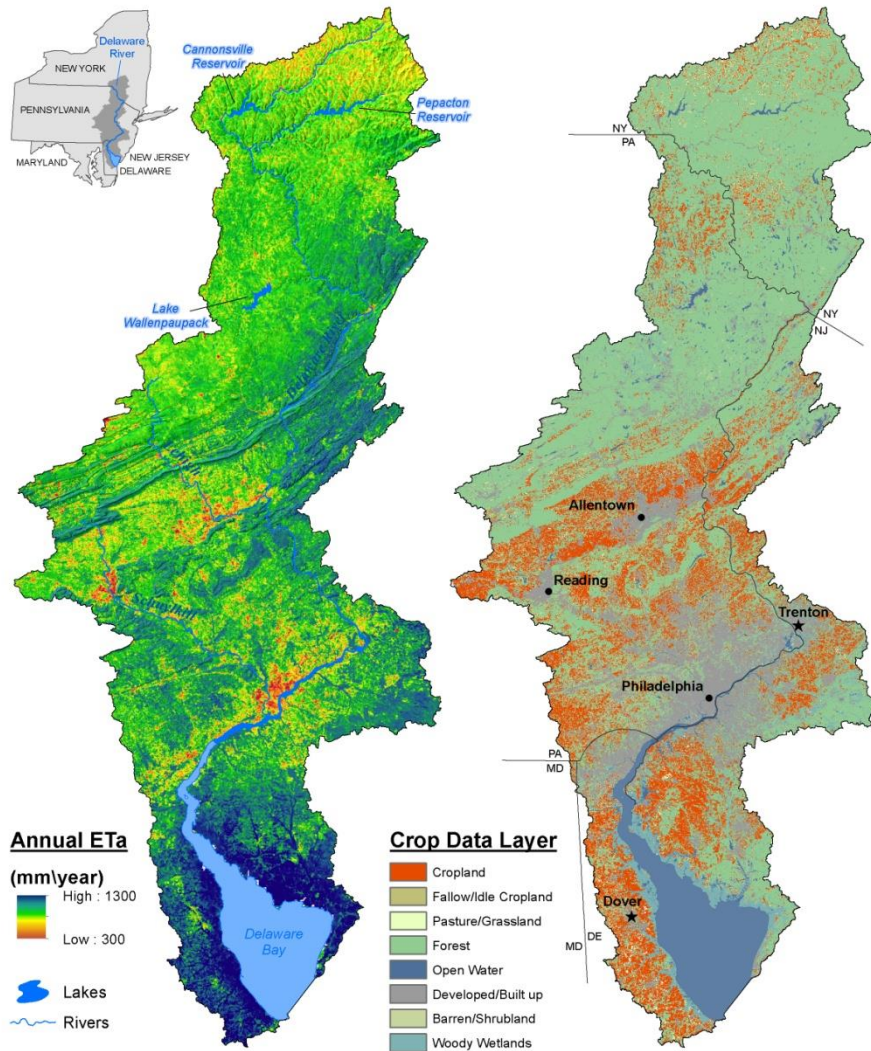 Delaware
River
NEW YORK
PENNSYLVANIA
MARYLAND
NEW JERSEY
DELAWARE
Cannonsville
Reservoir
Pepacton
Reservoir
Lake
Wallenpaupack
Delaware
Bay
Annual ETa
(mm\year)
High : 1300
Low : 300
Lakes
Rivers
NY
PA
NY
NJ
Allentown
Reading
Trenton
Philadelphia
PA
MD
Dover
MD
DE
Crop Data Layer
Cropland
Fallow/Idle Cropland
Pasture/Grassland
Forest
Open Water
Developed/Built up
Barren/Shrubland
Woody Wetlands